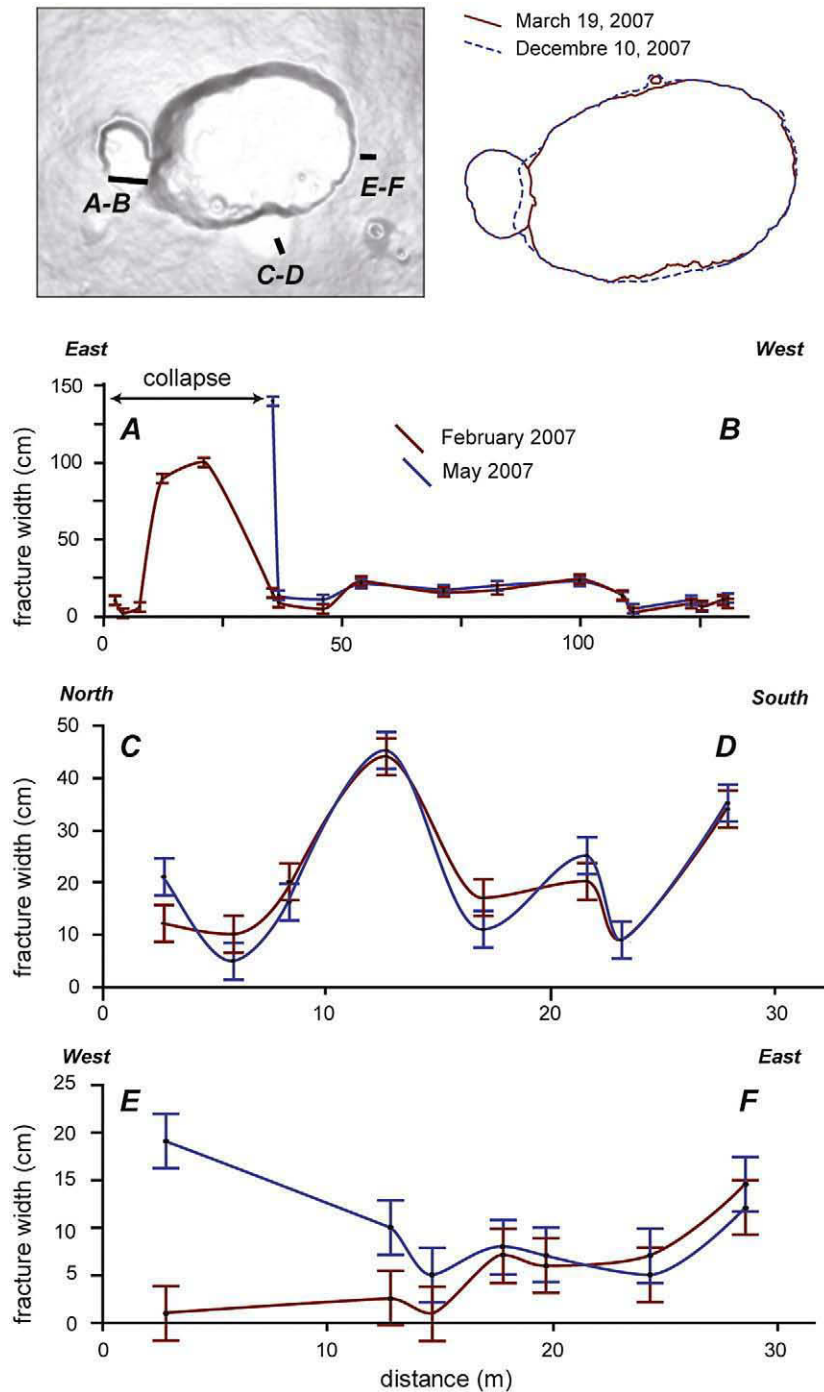 March 19, 2007
Decembre 10, 2007
A-B
E-F
C-D
East
West
collapse
A
B
February 2007
May 2007
fracture width (cm)
150
100
50
0
0
50
100
North
South
C
D
fracture width (cm)
50
40
30
20
10
0
0
10
20
30
West
East
E
F
fracture width (cm)
25
20
15
10
5
0
0
10
20
30
distance (m)